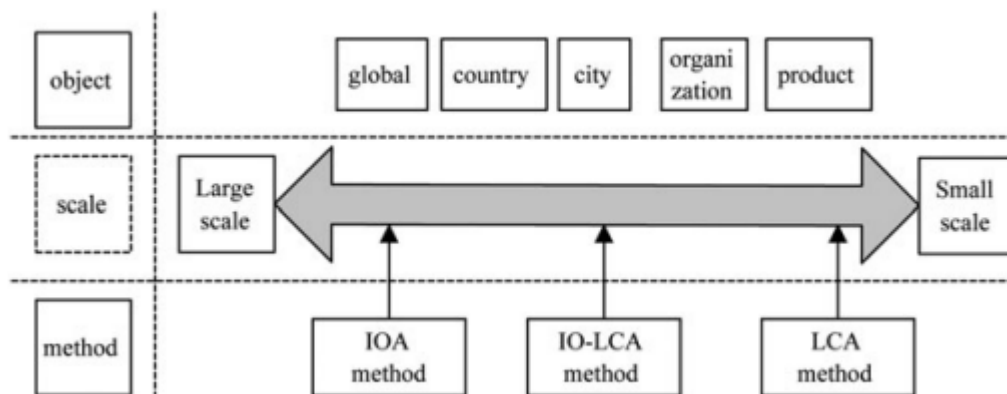 object
global
country
city
organi
zation
product
scale
Large
scale
Small
scale
method
IOA
method
IO-LCA
method
LCA
method